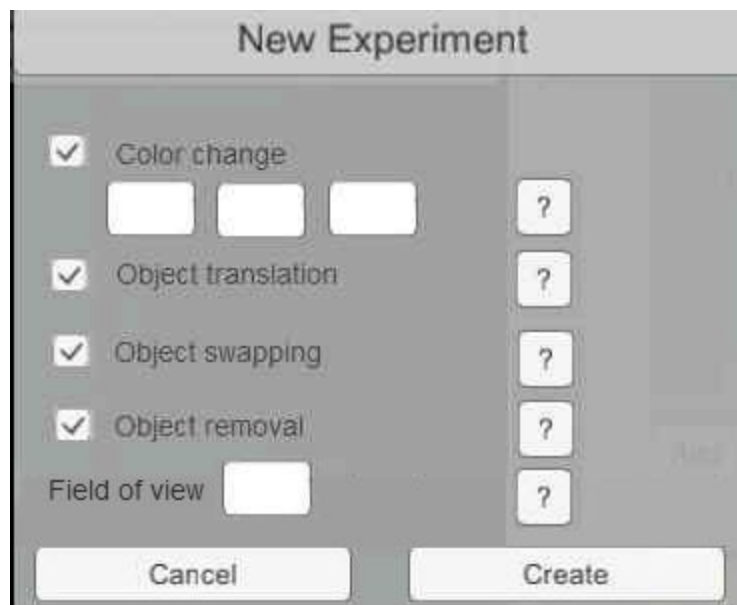 New Experiment
Color change
?
Object translation
?
Object swapping
?
Object removal
?
Field of view
?
Cancel
Create